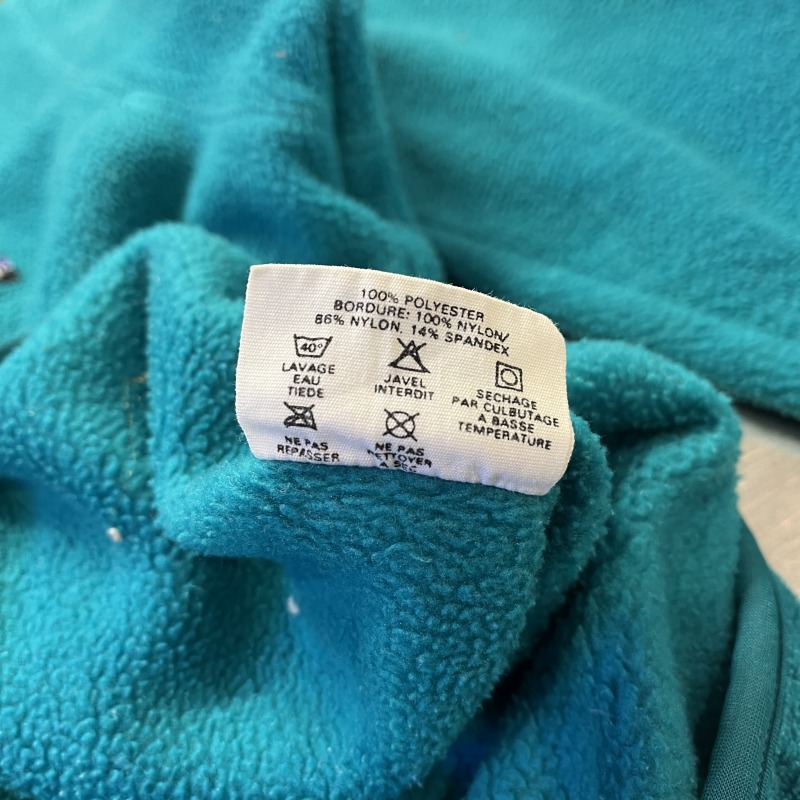 100% POLYESTER
BORDURE: 100% NYLON/
86% NYLON, 14% SPANDEX
40°
LAVAGE
EAU
TIEDE
JAVEL
INTERDIT
SECHAGE
PAR CULBUTAGE
A BASSE
TEMPERATURE
NE PAS
REPASSER
NE PAS
NETTOYER
A SEC